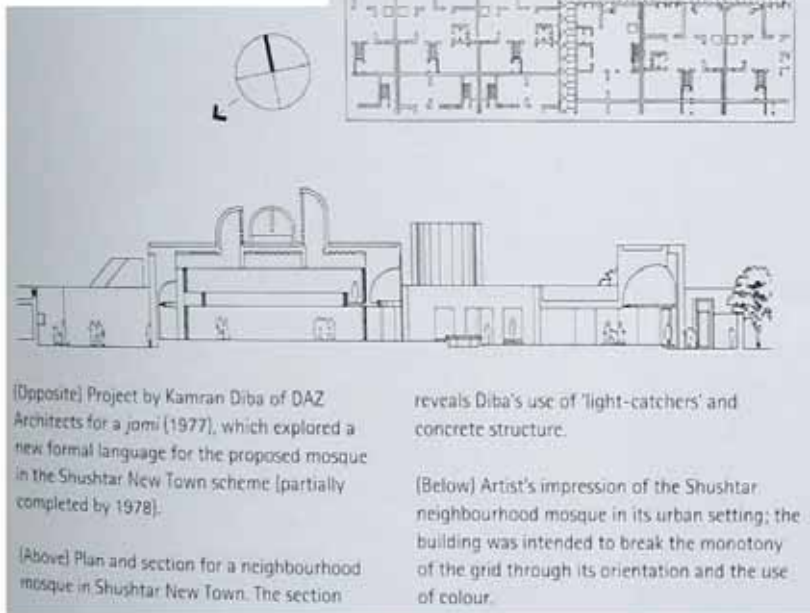 (Opposite) Project by Kamran Diba of DAZ
Architects for a jami (1977), which explored a
new formal language for the proposed mosque
in the Shushtar New Town scheme (partially
completed by 1978).
(Above) Plan and section for a neighbourhood
mosque in Shushtar New Town. The section
reveals Diba's use of 'light-catchers' and
concrete structure.
(Below) Artist's impression of the Shushtar
neighbourhood mosque in its urban setting; the
building was intended to break the monotony
of the grid through its orientation and the use
of colour.